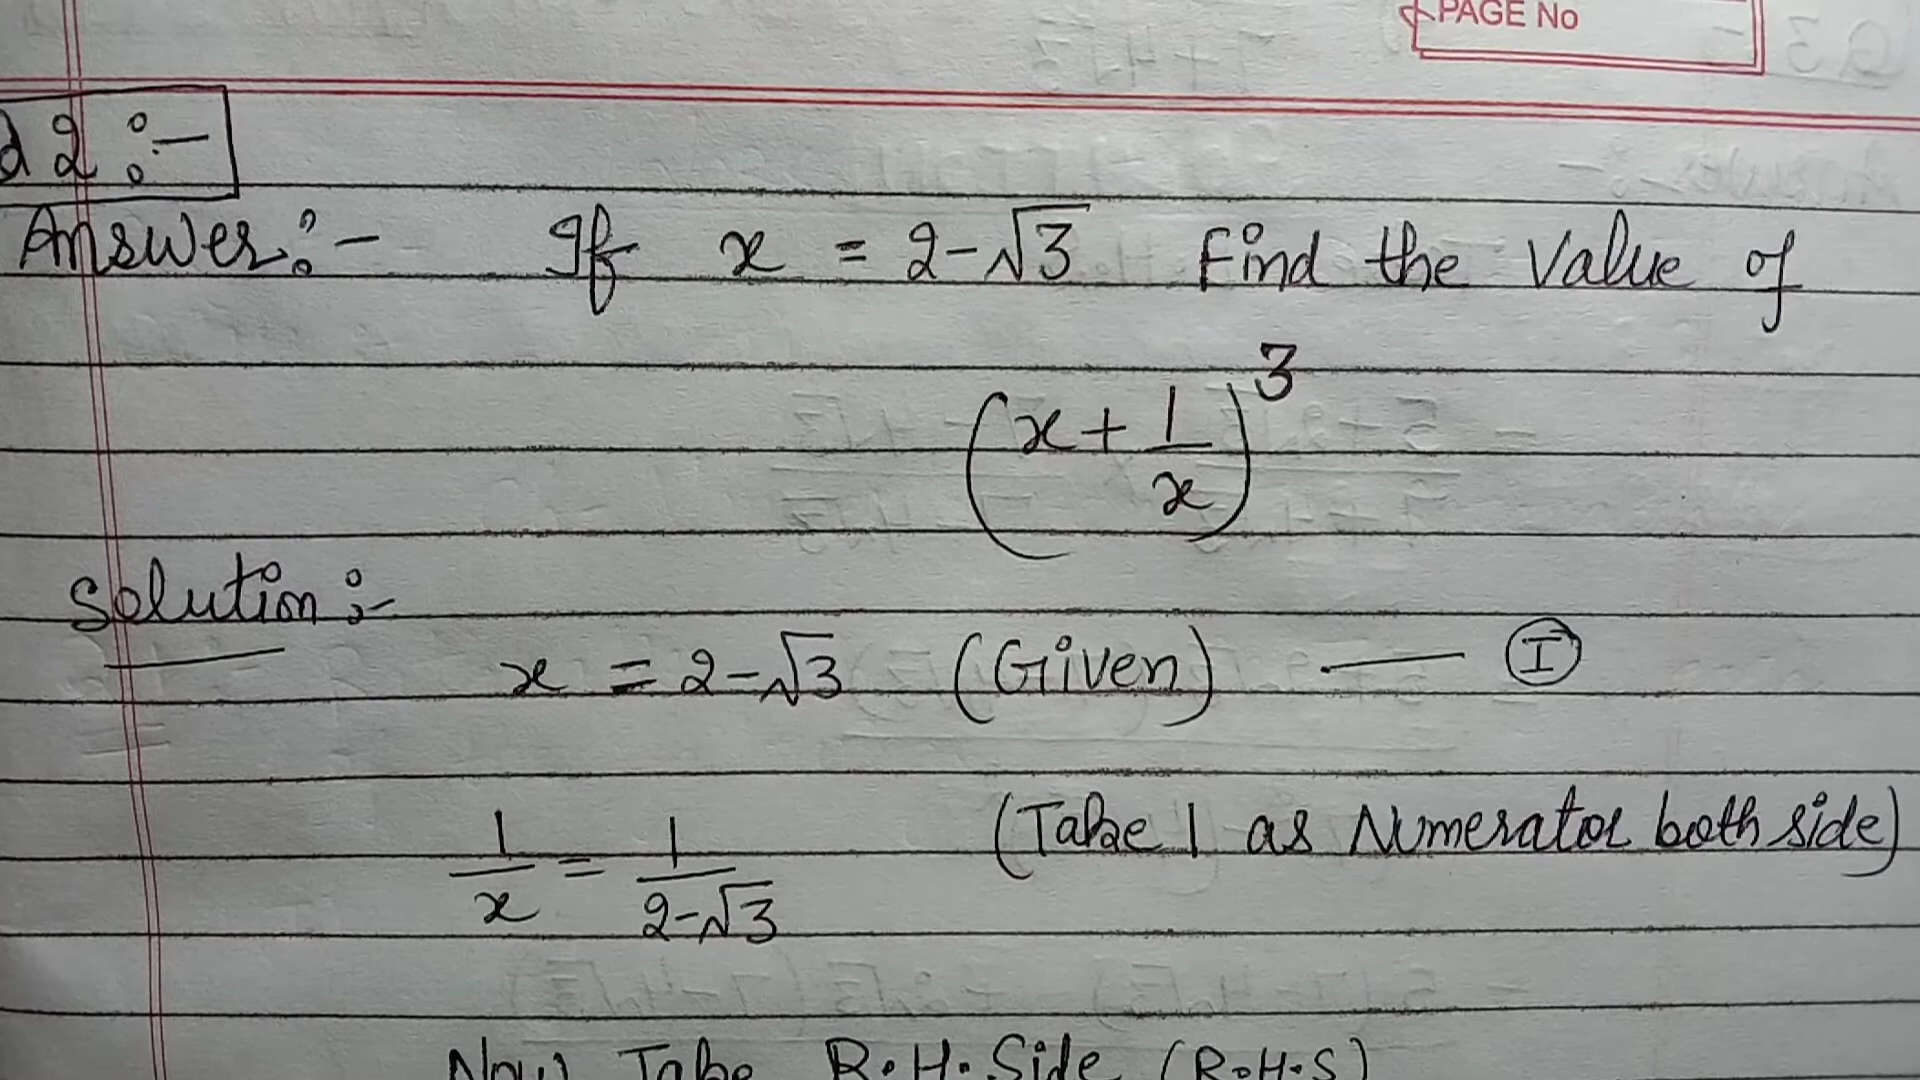 PAGE No
Q 2 :-
Answer:- If x = 2-√3 Find the Value of
(x + 1/x)^3
Solution :-
x = 2-√3 (Given) — (I)
1/x = 1/(2-√3) (Take 1 as Numerator both side)
Now Take R.H.Side (R.H.S)